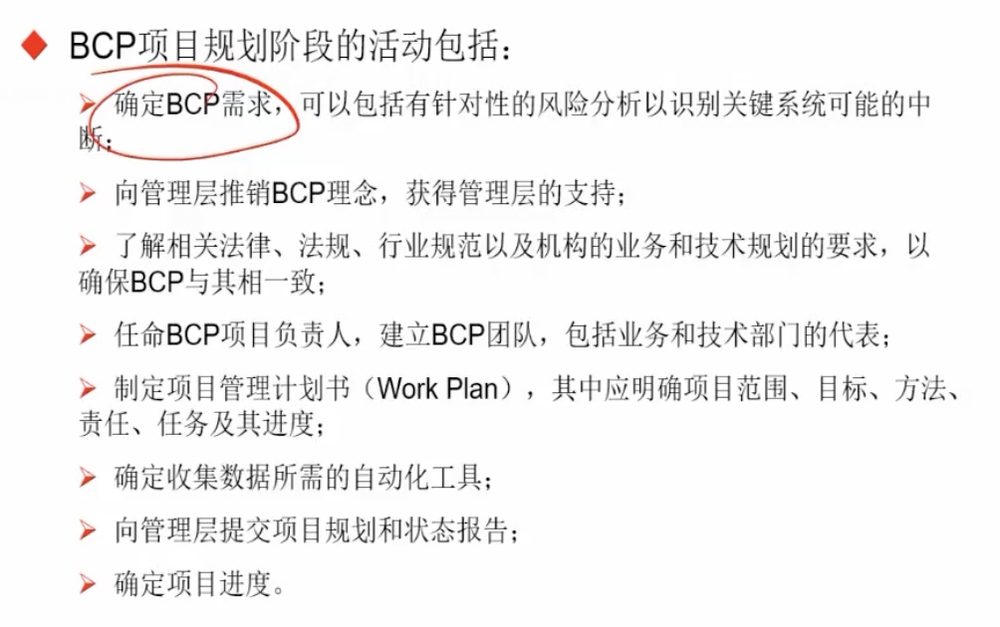 BCP项目规划阶段的活动包括：
确定BCP需求，可以包括有针对性的风险分析以识别关键系统可能的中
断；
向管理层推销BCP理念，获得管理层的支持；
了解相关法律、法规、行业规范以及机构的业务和技术规划的要求，以
确保BCP与其相一致；
任命BCP项目负责人，建立BCP团队，包括业务和技术部门的代表；
制定项目管理计划书（Work Plan），其中应明确项目范围、目标、方法、
责任、任务及其进度；
确定收集数据所需的自动化工具；
向管理层提交项目规划和状态报告；
确定项目进度。